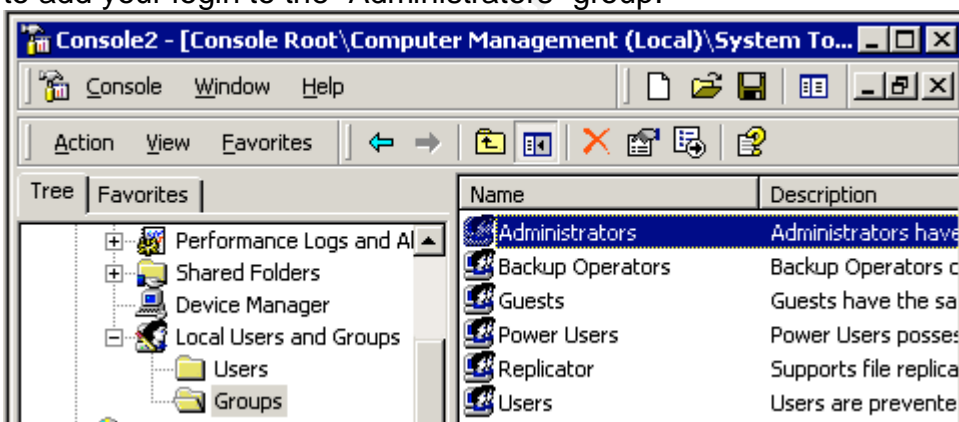 to add your login to the "Administrators" group.
Console2 - [Console Root\Computer Management (Local)\System To...
Console Window Help
Action View Favorites
Tree Favorites
Name Description
Performance Logs and Al
Shared Folders
Device Manager
Local Users and Groups
Users
Groups
Administrators Administrators have
Backup Operators Backup Operators c
Guests Guests have the sa
Power Users Power Users posses
Replicator Supports file replica
Users Users are prevente